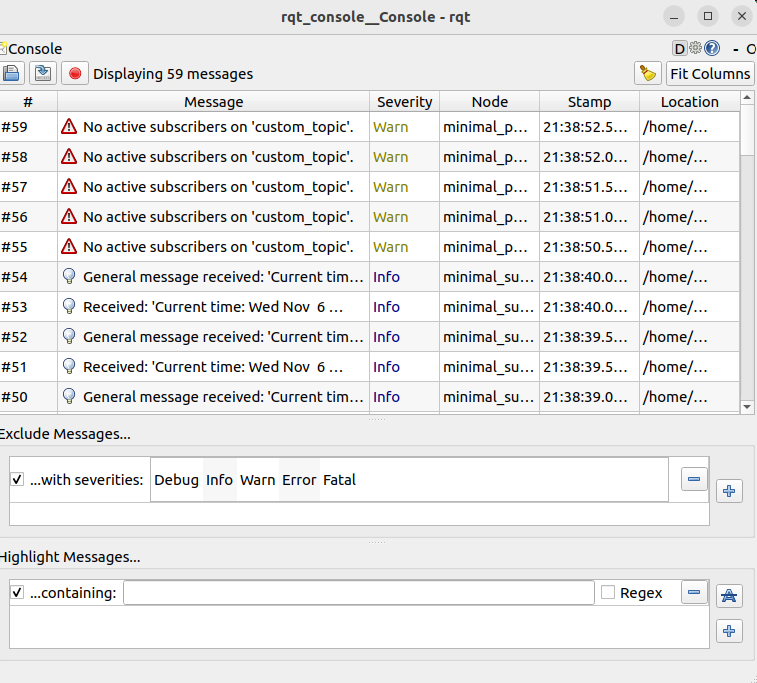 rqt_console__Console - rqt
Console
D
? - O
Displaying 59 messages
Fit Columns
# Message Severity Node Stamp Location
#59 No active subscribers on 'custom_topic'. Warn minimal_p... 21:38:52.5... /home/...
#58 No active subscribers on 'custom_topic'. Warn minimal_p... 21:38:52.0... /home/...
#57 No active subscribers on 'custom_topic'. Warn minimal_p... 21:38:51.5... /home/...
#56 No active subscribers on 'custom_topic'. Warn minimal_p... 21:38:51.0... /home/...
#55 No active subscribers on 'custom_topic'. Warn minimal_p... 21:38:50.5... /home/...
#54 General message received: 'Current tim... Info minimal_su... 21:38:40.0... /home/...
#53 Received: 'Current time: Wed Nov  6 ... Info minimal_su... 21:38:40.0... /home/...
#52 General message received: 'Current tim... Info minimal_su... 21:38:39.5... /home/...
#51 Received: 'Current time: Wed Nov  6 ... Info minimal_su... 21:38:39.5... /home/...
#50 General message received: 'Current tim... Info minimal_su... 21:38:39.0... /home/...
Exclude Messages...
...with severities: Debug Info Warn Error Fatal
Highlight Messages...
...containing: Regex
A